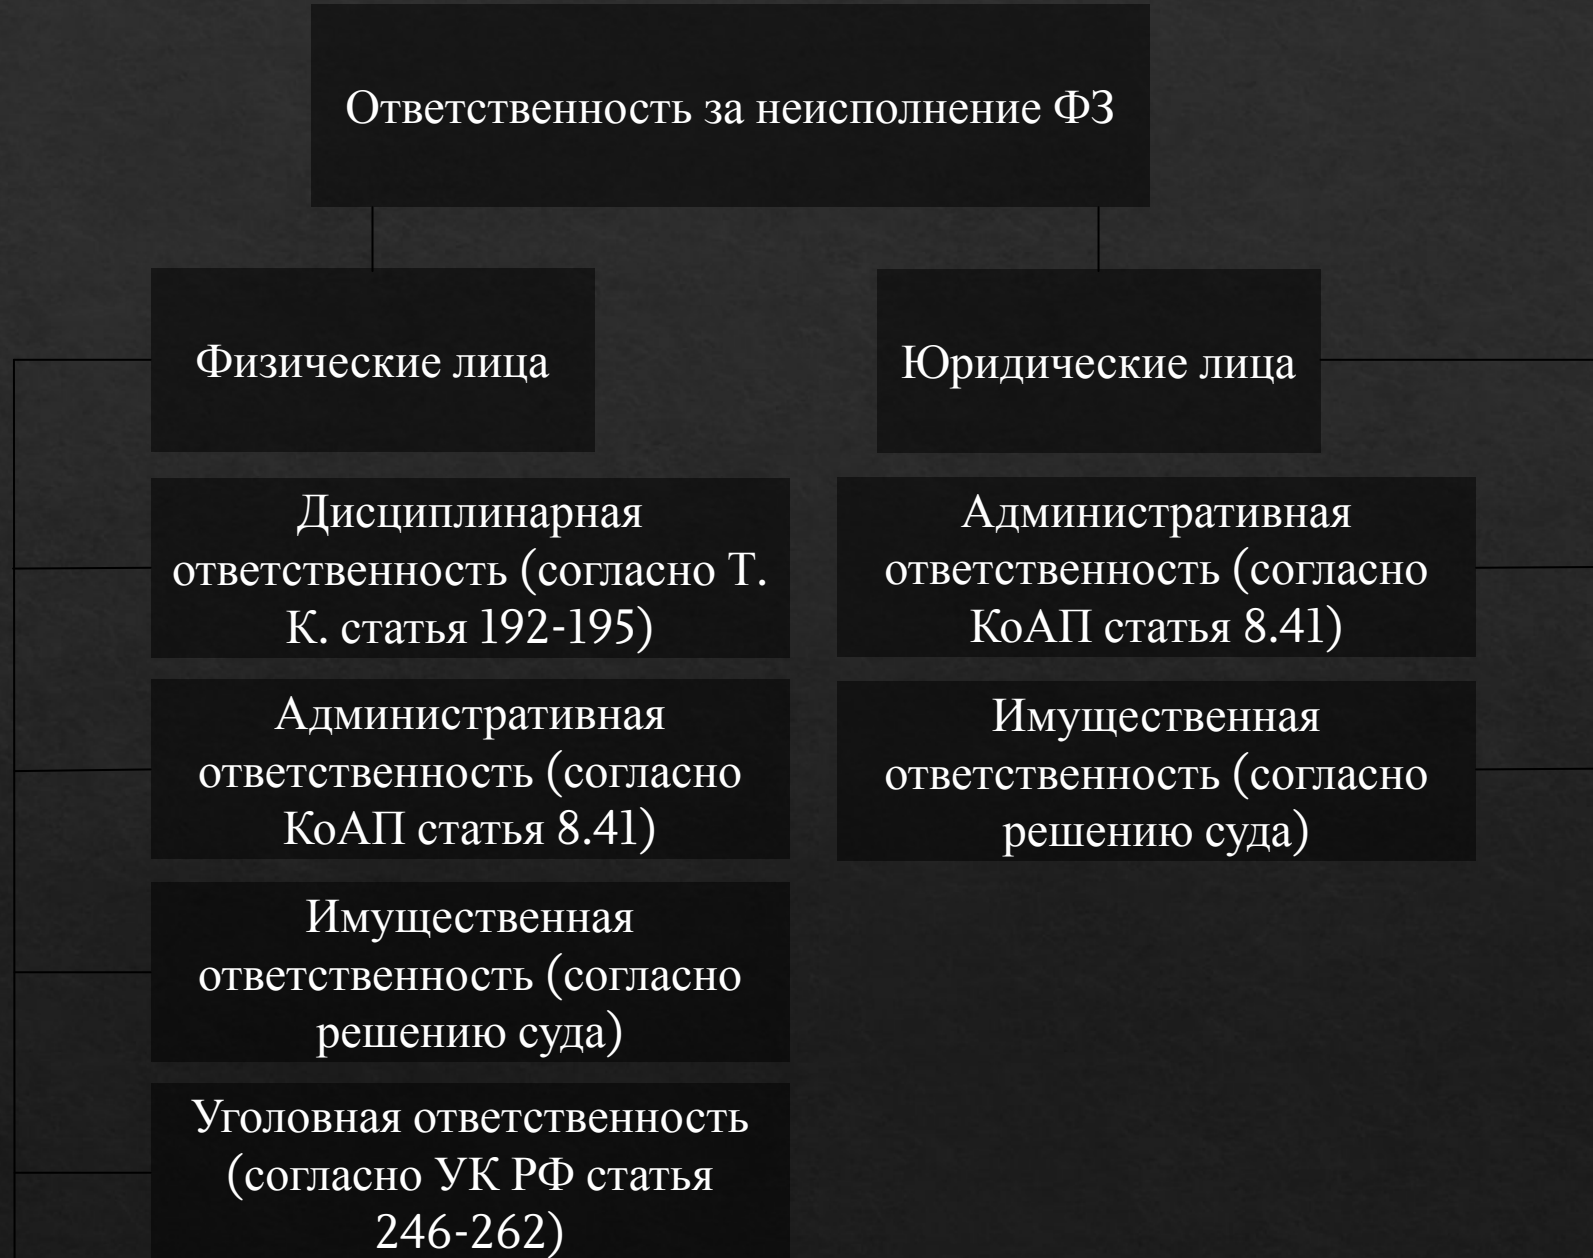 Ответственность за неисполнение ФЗ
Физические лица
Юридические лица
Дисциплинарная
ответственность (согласно Т.
К. статья 192-195)
Административная
ответственность (согласно
КоАП статья 8.41)
Имущественная
ответственность (согласно
решению суда)
Уголовная ответственность
(согласно УК РФ статья
246-262)
Административная
ответственность (согласно
КоАП статья 8.41)
Имущественная
ответственность (согласно
решению суда)